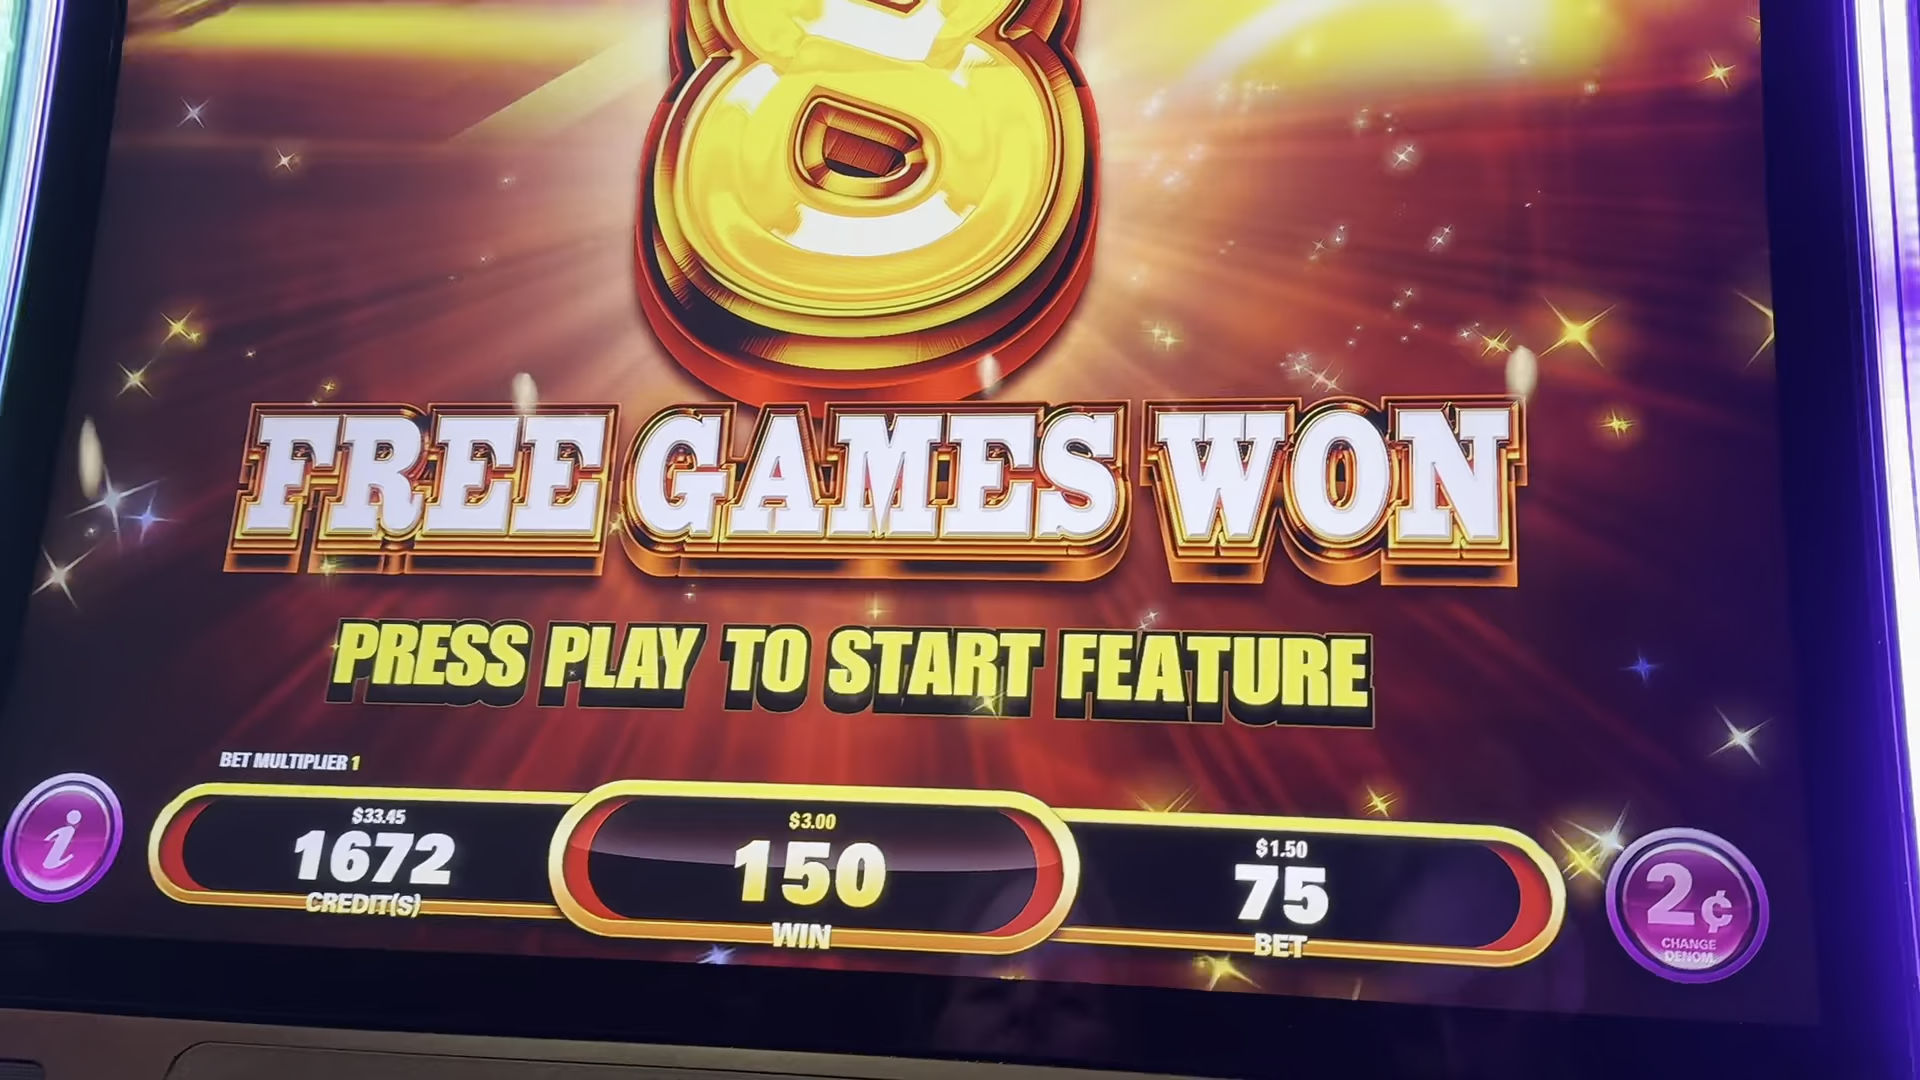 8
FREE GAMES WON
PRESS PLAY TO START FEATURE
BET MULTIPLIER 1
i
$33.45
1672
CREDIT(S)
$3.00
150
WIN
$1.50
75
BET
2¢
CHANGE
DENOM.